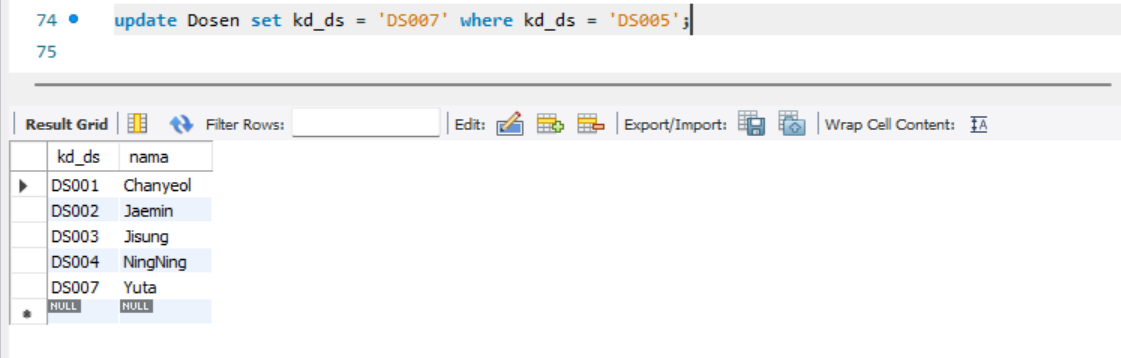 74 update Dosen set kd_ds = 'DS007' where kd_ds = 'DS005';
75
Result Grid Filter Rows: Edit: Export/Import: Wrap Cell Content: IA
kd_ds nama
DS001 Chanyeol
DS002 Jaemin
DS003 Jisung
DS004 NingNing
DS007 Yuta
NULL NULL